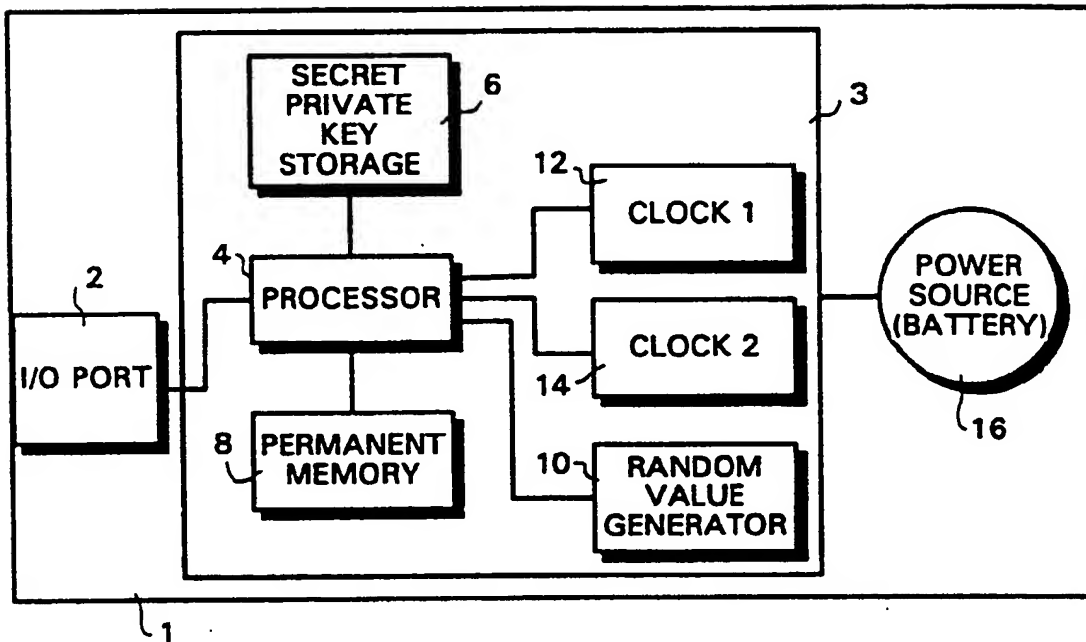 SECRET
PRIVATE
KEY
STORAGE
6
3
12
CLOCK 1
4
PROCESSOR
2
I/O PORT
CLOCK 2
14
POWER
SOURCE
(BATTERY)
16
8
PERMANENT
MEMORY
10
RANDOM
VALUE
GENERATOR
1